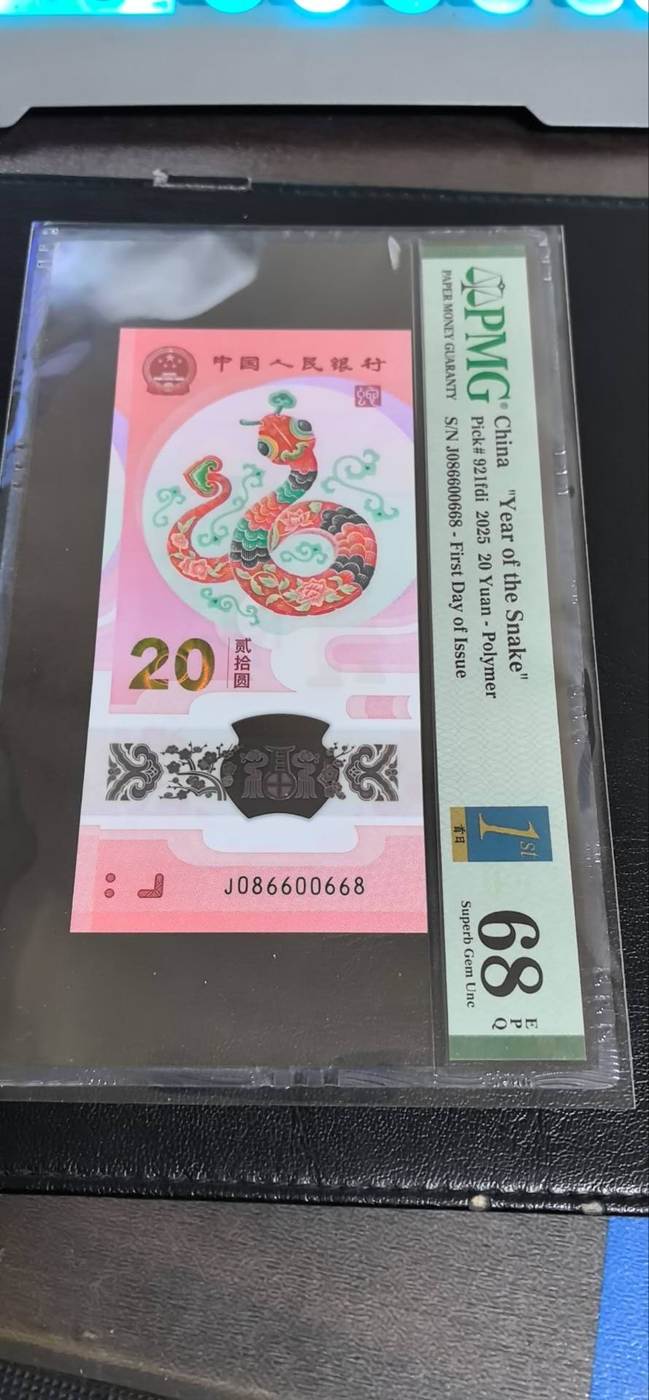 中国人民银行
20
贰拾圆
J086600668
PMG
PAPER MONEY GUARANTY
China "Year of the Snake"
Pick# 921fdi 2025 20 Yuan - Polymer
S/N J086600668 - First Day of Issue
1st
首日
68
EPQ
Superb Gem Unc